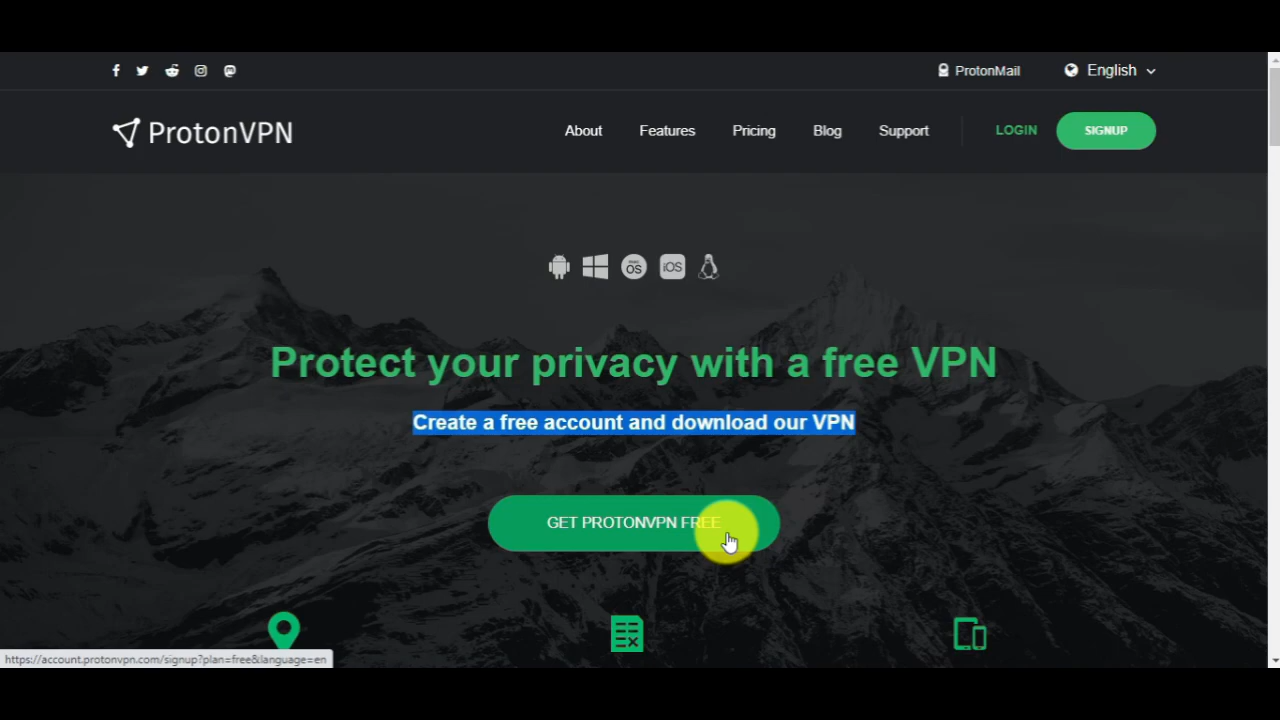 ProtonMail
English
ProtonVPN
About
Features
Pricing
Blog
Support
LOGIN
SIGNUP
OS
iOS
Protect your privacy with a free VPN
Create a free account and download our VPN
GET PROTONVPN FREE
https://account.protonvpn.com/signup?plan=free&language=en